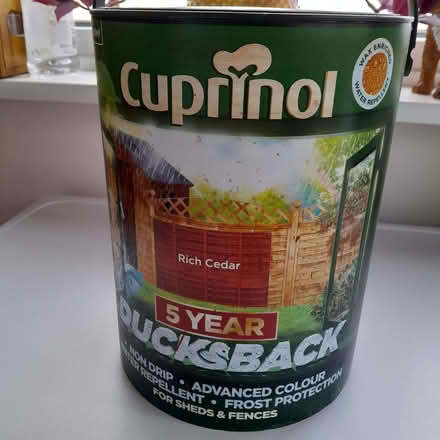 Cuprinol
WAX ENRICHED
WATER REPELLENT
Rich Cedar
5 YEAR
DUCKSBACK
• NON DRIP • ADVANCED COLOUR
WATER REPELLENT • FROST PROTECTION
FOR SHEDS & FENCES